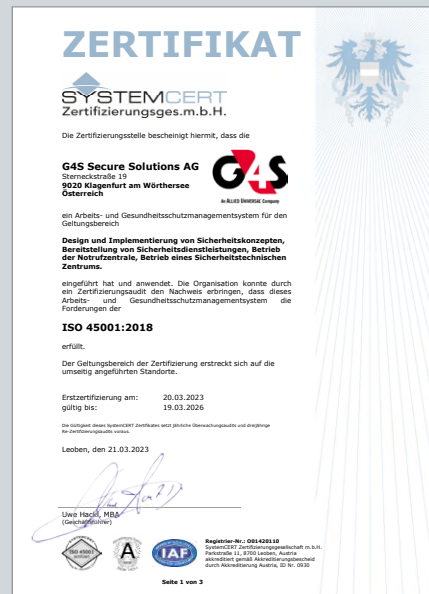 ZERTIFIKAT
SYSTEMCERT
Zertifizierungsges.m.b.H.
Die Zertifizierungsstelle bescheinigt hiermit, dass die
G4S Secure Solutions AG
Sterneckstraße 19
9020 Klagenfurt am Wörthersee
Österreich
G4S
An ALLIED UNIVERSAL Company
ein Arbeits- und Gesundheitsschutzmanagementsystem für den
Geltungsbereich
Design und Implementierung von Sicherheitskonzepten,
Bereitstellung von Sicherheitsdienstleistungen, Betrieb
der Notrufzentrale, Betrieb eines Sicherheitstechnischen
Zentrums.
eingeführt hat und anwendet. Die Organisation konnte durch
ein Zertifizierungsaudit den Nachweis erbringen, dass dieses
Arbeits- und Gesundheitsschutzmanagementsystem die
Forderungen der
ISO 45001:2018
erfüllt.
Der Geltungsbereich der Zertifizierung erstreckt sich auf die
umseitig angeführten Standorte.
Erstzertifizierung am: 20.03.2023
gültig bis: 19.03.2026
Die Gültigkeit dieses SystemCERT Zertifikates setzt jährliche Überwachungsaudits und dreijährige
Re-Zertifizierungsaudits voraus.
Leoben, den 21.03.2023
Uwe Hackl, MBA
(Geschäftsführer)
ISO 45001
A
IAF
Registrier-Nr.: O01420110
SystemCERT Zertifizierungsgesellschaft m.b.H.
Parkstraße 11, 8700 Leoben, Austria
akkreditiert gemäß Akkreditierungsbescheid
durch Akkreditierung Austria, ID Nr. 0930
Seite 1 von 3